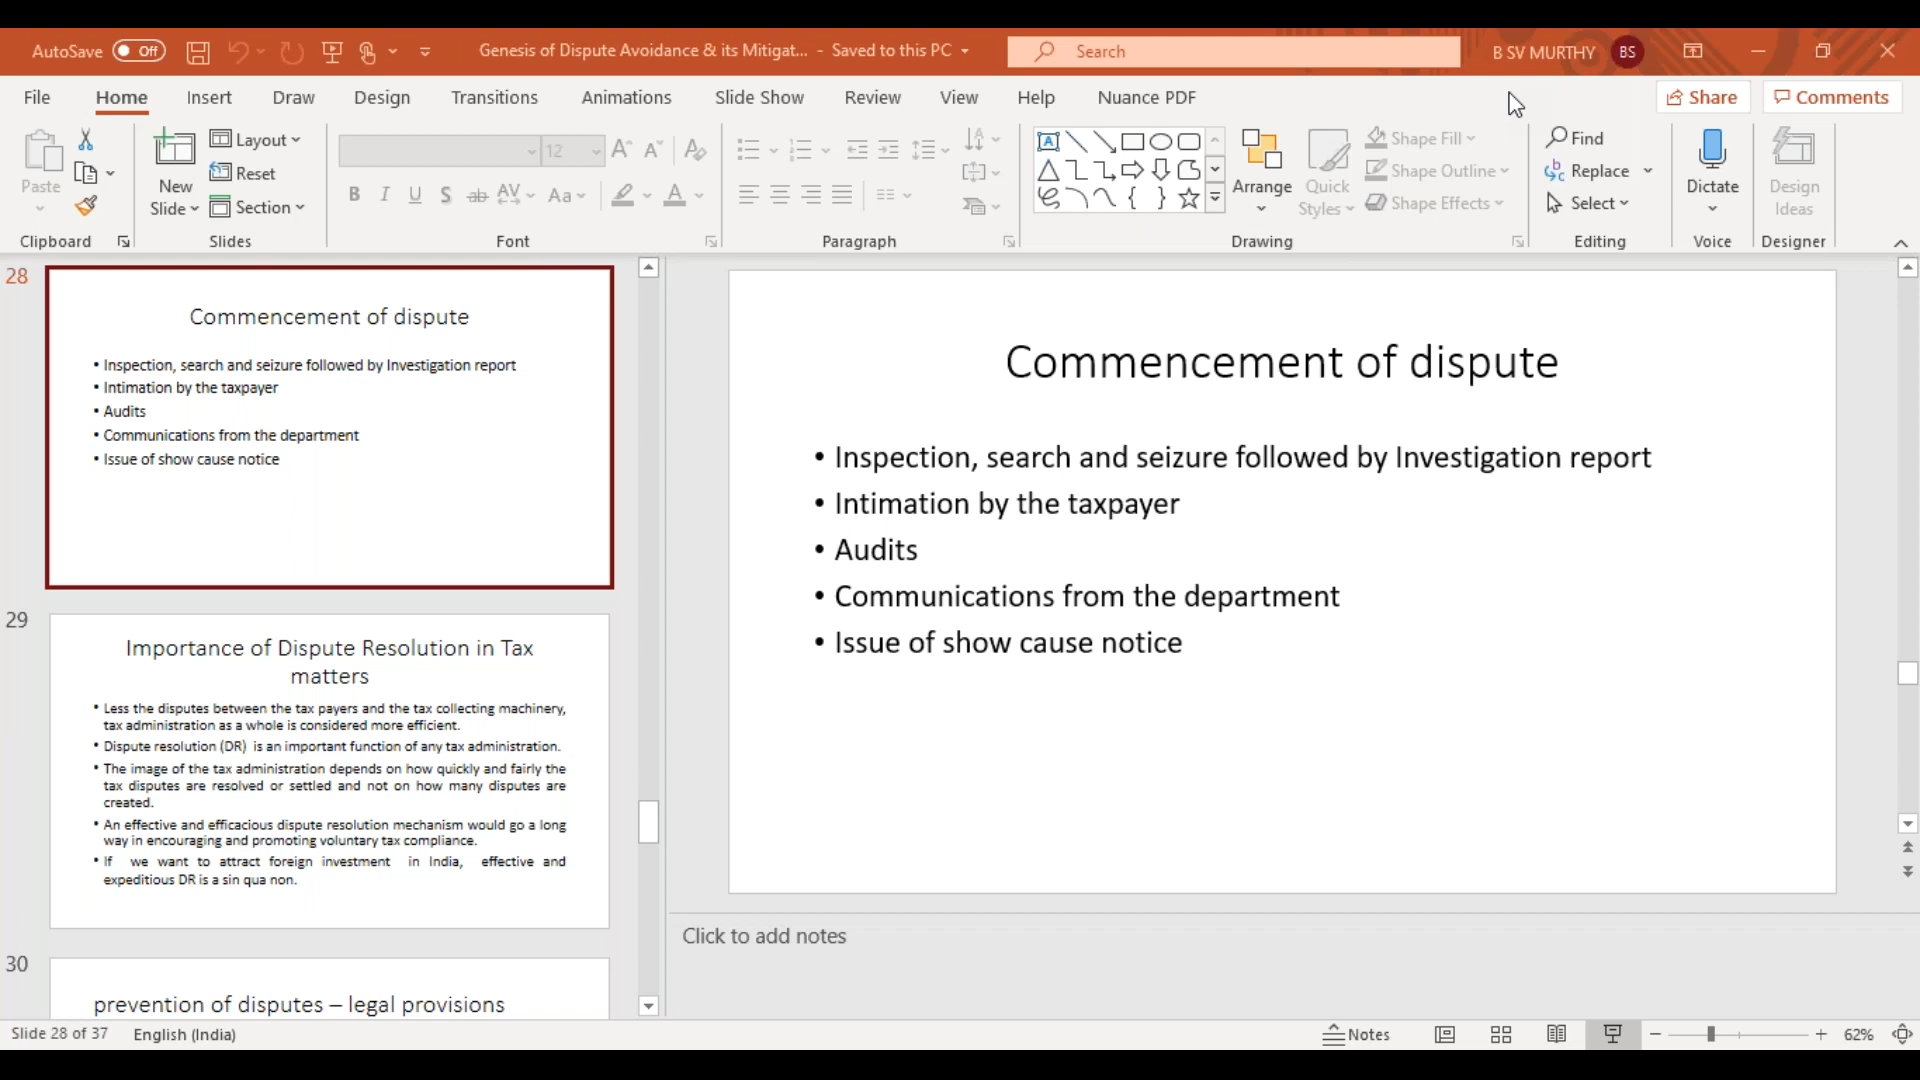 AutoSave Off Genesis of Dispute Avoidance & its Mitigat... - Saved to this PC Search B SV MURTHY BS
File Home Insert Draw Design Transitions Animations Slide Show Review View Help Nuance PDF Share Comments
Paste
Clipboard
New Slide
Layout
Reset
Section
Slides
12
B I U S ab AV Aa A
Font
Paragraph
Arrange
Quick Styles
Shape Fill
Shape Outline
Shape Effects
Drawing
Find
Replace
Select
Editing
Dictate
Voice
Design Ideas
Designer
28
Commencement of dispute
• Inspection, search and seizure followed by Investigation report
• Intimation by the taxpayer
• Audits
• Communications from the department
• Issue of show cause notice
29
Importance of Dispute Resolution in Tax
matters
• Less the disputes between the tax payers and the tax collecting machinery,
tax administration as a whole is considered more efficient.
• Dispute resolution (DR) is an important function of any tax administration.
• The image of the tax administration depends on how quickly and fairly the
tax disputes are resolved or settled and not on how many disputes are
created.
• An effective and efficacious dispute resolution mechanism would go a long
way in encouraging and promoting voluntary tax compliance.
• If we want to attract foreign investment in India, effective and
expeditious DR is a sin qua non.
30
prevention of disputes – legal provisions
Commencement of dispute
• Inspection, search and seizure followed by Investigation report
• Intimation by the taxpayer
• Audits
• Communications from the department
• Issue of show cause notice
Click to add notes
Slide 28 of 37 English (India) Notes 62%